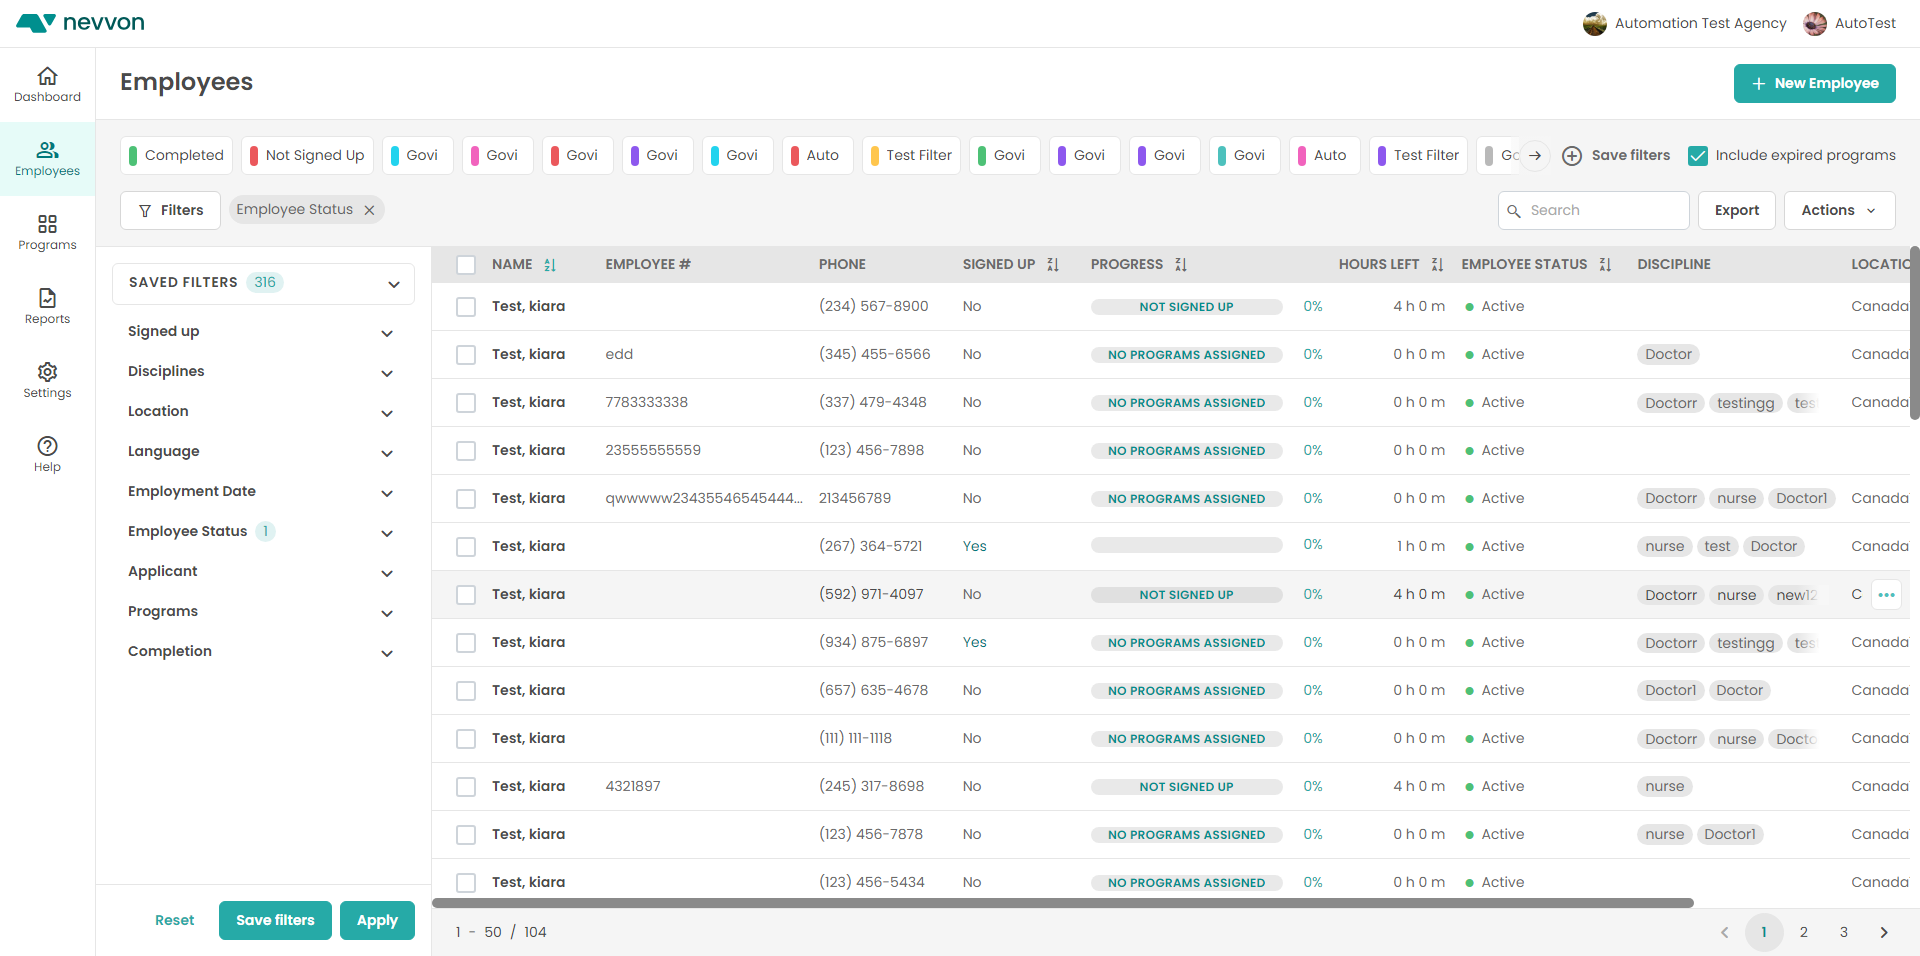 nevvon
Automation Test Agency AutoTest
Dashboard
Employees
Programs
Reports
Settings
Help
Employees
+ New Employee
Completed Not Signed Up Govi Govi Govi Govi Govi Auto Test Filter Govi Govi Govi Govi Auto Test Filter Save filters Include expired programs
Filters Employee Status Search Export Actions
SAVED FILTERS 316
Signed up
Disciplines
Location
Language
Employment Date
Employee Status 1
Applicant
Programs
Completion
Reset Save filters Apply
NAME EMPLOYEE # PHONE SIGNED UP PROGRESS HOURS LEFT EMPLOYEE STATUS DISCIPLINE
Test, kiara (234) 567-8900 No NOT SIGNED UP 0% 4 h 0 m Active Canada
Test, kiara edd (345) 455-6566 No NO PROGRAMS ASSIGNED 0% 0 h 0 m Active Doctor Canada
Test, kiara 7783333338 (337) 479-4348 No NO PROGRAMS ASSIGNED 0% 0 h 0 m Active Doctorr testingg tes Canada
Test, kiara 23555555559 (123) 456-7898 No NO PROGRAMS ASSIGNED 0% 0 h 0 m Active
Test, kiara qwwwww23435546545444... 213456789 No NO PROGRAMS ASSIGNED 0% 0 h 0 m Active Doctorr nurse Doctor1 Canada
Test, kiara (267) 364-5721 Yes 0% 1 h 0 m Active nurse test Doctor Canada
Test, kiara (592) 971-4097 No NOT SIGNED UP 0% 4 h 0 m Active Doctorr nurse new12 C
Test, kiara (934) 875-6897 Yes NO PROGRAMS ASSIGNED 0% 0 h 0 m Active Doctorr testingg tes Canada
Test, kiara (657) 635-4678 No NO PROGRAMS ASSIGNED 0% 0 h 0 m Active Doctor1 Doctor Canada
Test, kiara (111) 111-1118 No NO PROGRAMS ASSIGNED 0% 0 h 0 m Active Doctorr nurse Docto Canada
Test, kiara 4321897 (245) 317-8698 No NOT SIGNED UP 0% 4 h 0 m Active nurse Canada
Test, kiara (123) 456-7878 No NO PROGRAMS ASSIGNED 0% 0 h 0 m Active nurse Doctor1 Canada
Test, kiara (123) 456-5434 No NO PROGRAMS ASSIGNED 0% 0 h 0 m Active Canada
1 - 50 / 104 1 2 3